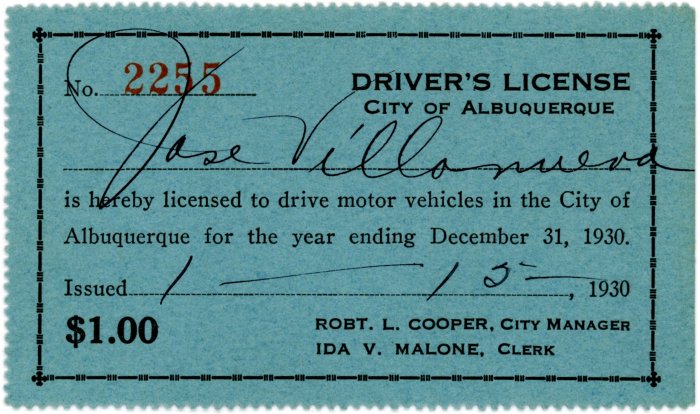 No. 2255
DRIVER'S LICENSE
CITY OF ALBUQUERQUE
Jose Villanueva
is hereby licensed to drive motor vehicles in the City of
Albuquerque for the year ending December 31, 1930.
Issued 1 — 15 —, 1930
$1.00
ROBT. L. COOPER, CITY MANAGER
IDA V. MALONE, CLERK